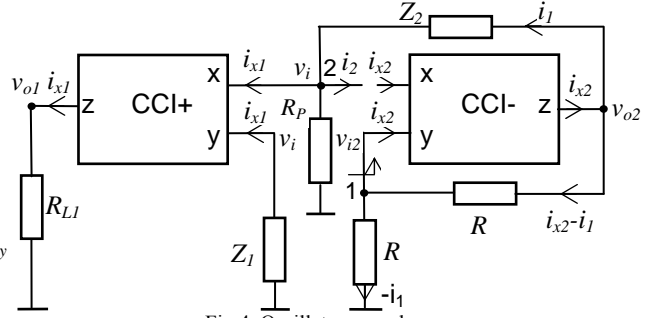 Z2 i1
ix1 vi 2 i2 ix2
x x
vo1 ix1 z CCI+ CCI- z ix2 vo2
ix1 RP ix2
y vi vi2 y
1
RL1 R
ix2-i1
y Z1 R
-i1